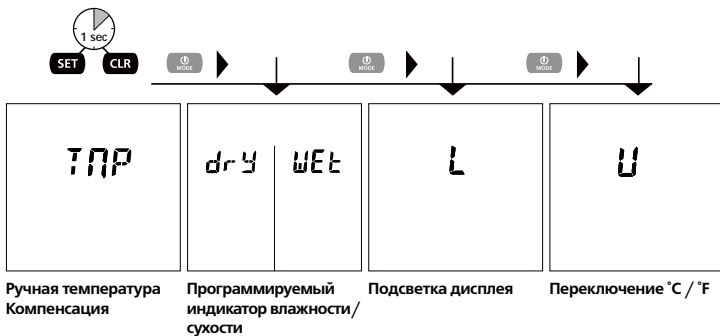 1 sec
SET CLR
MODE MODE MODE
TMP dry WEt L U
Ручная температура
Компенсация
Программируемый
индикатор влажности/
сухости
Подсветка дисплея
Переключение ˚C / ˚F